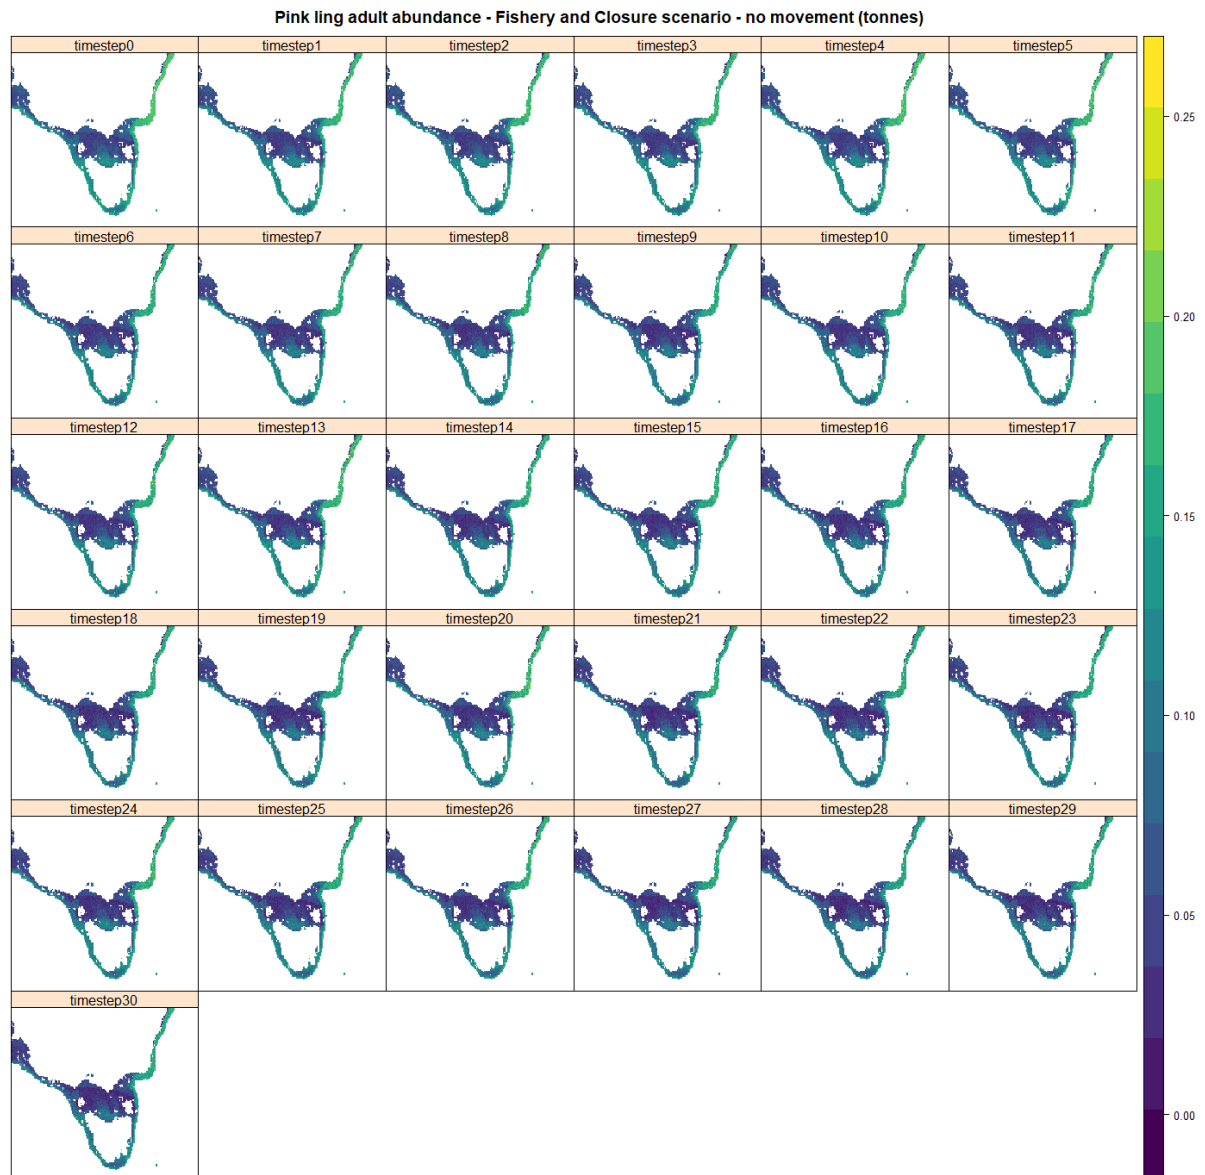 Pink ling adult abundance - Fishery and Closure scenario - no movement (tonnes)
timestep0 timestep1 timestep2 timestep3 timestep4 timestep5
0.25
timestep6 timestep7 timestep8 timestep9 timestep10 timestep11
0.20
timestep12 timestep13 timestep14 timestep15 timestep16 timestep17
0.15
timestep18 timestep19 timestep20 timestep21 timestep22 timestep23
0.10
timestep24 timestep25 timestep26 timestep27 timestep28 timestep29
0.05
timestep30
0.00